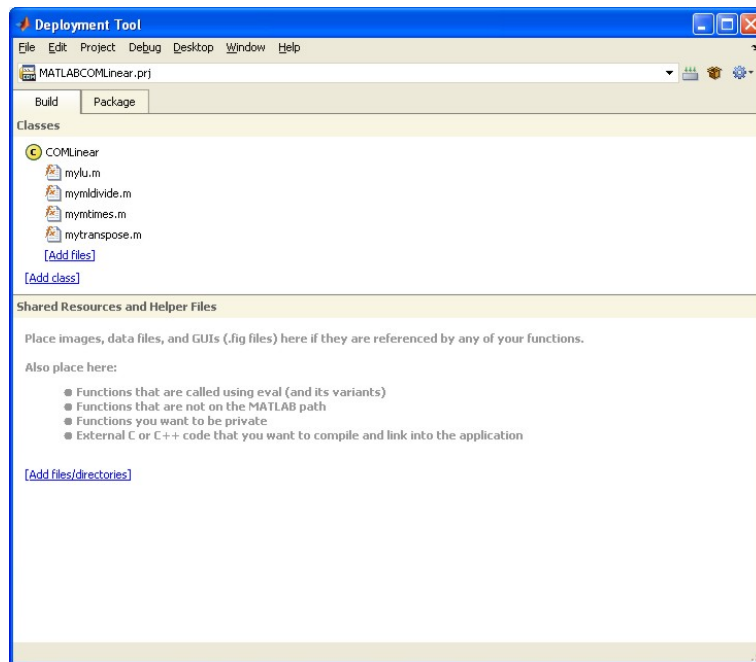 Deployment Tool
File Edit Project Debug Desktop Window Help
MATLABCOMLinear.prj
Build Package
Classes
C COMLinear
mylu.m
mymldivide.m
mymtimes.m
mytranspose.m
[Add files]
[Add class]
Shared Resources and Helper Files
Place images, data files, and GUIs (.fig files) here if they are referenced by any of your functions.
Also place here:
Functions that are called using eval (and its variants)
Functions that are not on the MATLAB path
Functions you want to be private
External C or C++ code that you want to compile and link into the application
[Add files/directories]